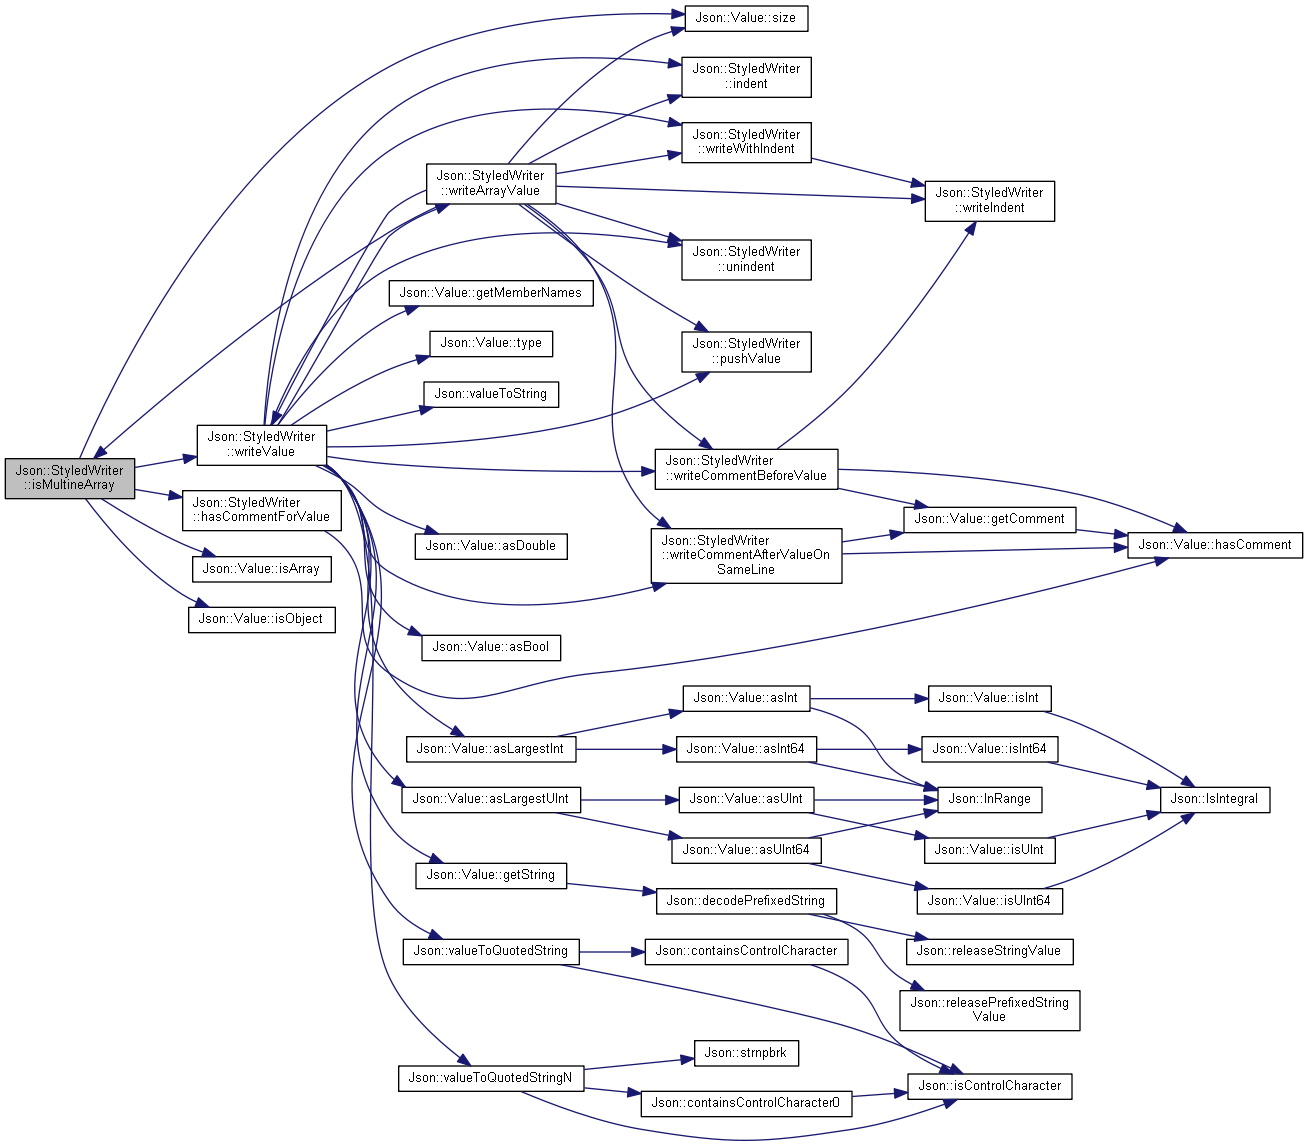 Json::Value::size
Json::StyledWriter
::indent
Json::StyledWriter
::writeWithIndent
Json::StyledWriter
::writeArrayValue
Json::StyledWriter
::writeIndent
Json::StyledWriter
::unindent
Json::Value::getMemberNames
Json::Value::type
Json::StyledWriter
::pushValue
Json::valueToString
Json::StyledWriter
::writeValue
Json::StyledWriter
::isMultineArray
Json::StyledWriter
::writeCommentBeforeValue
Json::StyledWriter
::hasCommentForValue
Json::Value::getComment
Json::Value::asDouble
Json::StyledWriter
::writeCommentAfterValueOn
SameLine
Json::Value::hasComment
Json::Value::isArray
Json::Value::isObject
Json::Value::asBool
Json::Value::asInt
Json::Value::isInt
Json::Value::asLargestInt
Json::Value::asInt64
Json::Value::isInt64
Json::Value::asLargestUInt
Json::Value::asUInt
Json::InRange
Json::IsIntegral
Json::Value::asUInt64
Json::Value::isUInt
Json::Value::getString
Json::decodePrefixedString
Json::Value::isUInt64
Json::valueToQuotedString
Json::containsControlCharacter
Json::releaseStringValue
Json::releasePrefixedString
Value
Json::strnpbrk
Json::valueToQuotedStringN
Json::containsControlCharacter0
Json::isControlCharacter